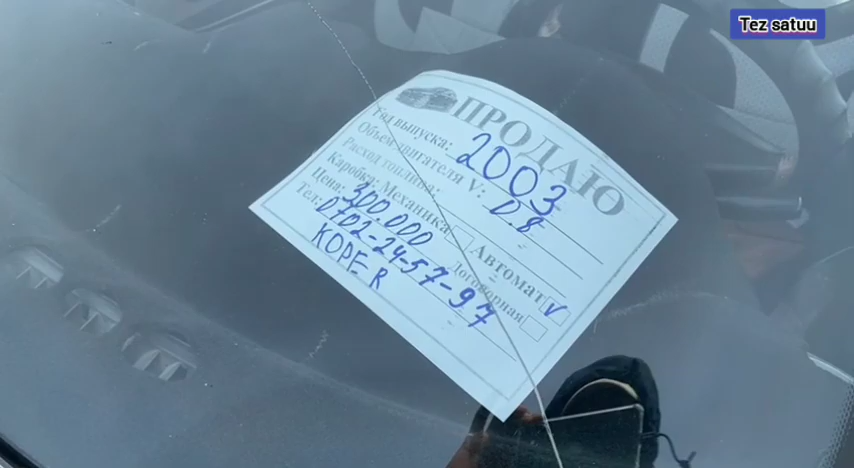 Tez satuu
ПРОДАЮ
Год выпуска: 2003
Объем двигателя V: 0.8
Расход топлива:
Каробка: Механика Автомат V
Цена: 300.000 Договорная
Тел: 0702-24-57-97
КОРЕ R